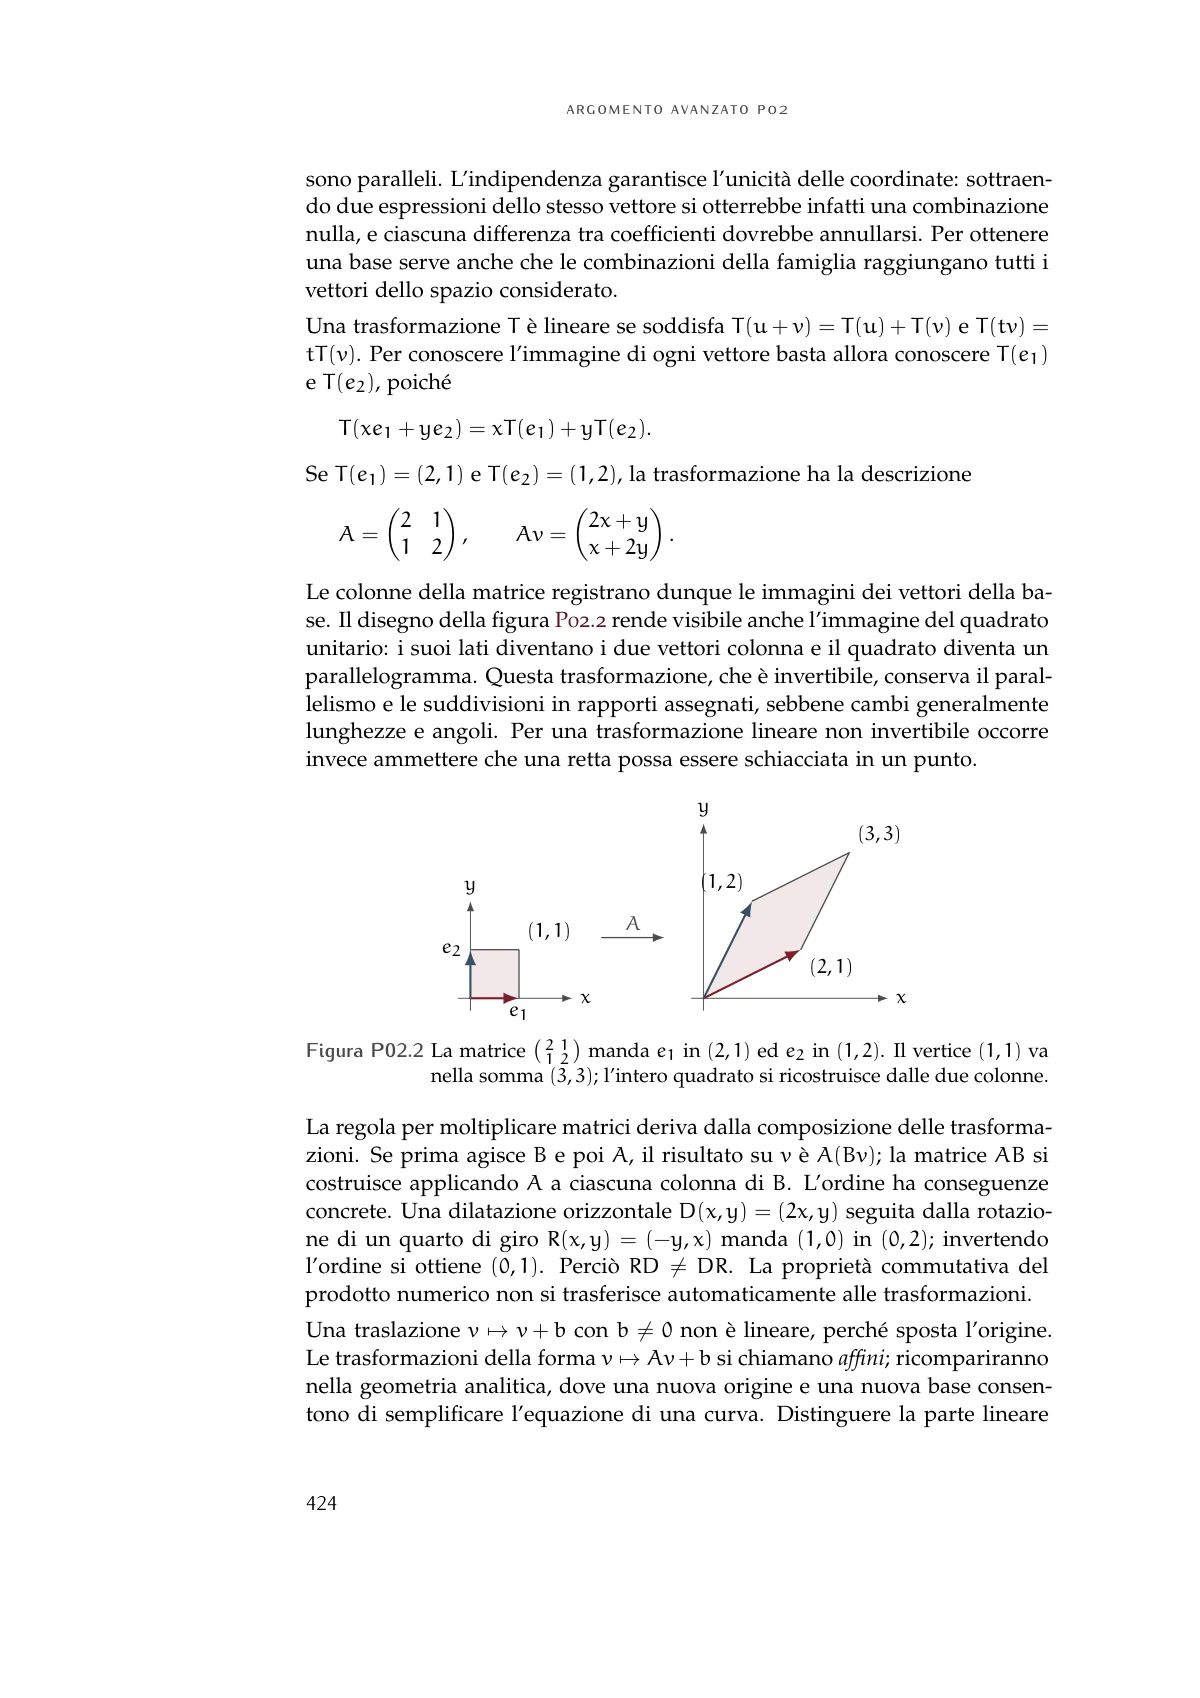 ARGOMENTO AVANZATO P02
sono paralleli. L'indipendenza garantisce l'unicità delle coordinate: sottraen-
do due espressioni dello stesso vettore si otterrebbe infatti una combinazione
nulla, e ciascuna differenza tra coefficienti dovrebbe annullarsi. Per ottenere
una base serve anche che le combinazioni della famiglia raggiungano tutti i
vettori dello spazio considerato.
Una trasformazione T è lineare se soddisfa T(u + v) = T(u) + T(v) e T(tv) =
tT(v). Per conoscere l'immagine di ogni vettore basta allora conoscere T(e₁)
e T(e₂), poiché
T(xe₁ + ye₂) = xT(e₁) + yT(e₂).
Se T(e₁) = (2, 1) e T(e₂) = (1, 2), la trasformazione ha la descrizione
A = (2 1; 1 2), Av = (2x + y; x + 2y).
Le colonne della matrice registrano dunque le immagini dei vettori della ba-
se. Il disegno della figura P02.2 rende visibile anche l'immagine del quadrato
unitario: i suoi lati diventano i due vettori colonna e il quadrato diventa un
parallelogramma. Questa trasformazione, che è invertibile, conserva il paral-
lelismo e le suddivisioni in rapporti assegnati, sebbene cambi generalmente
lunghezze e angoli. Per una trasformazione lineare non invertibile occorre
invece ammettere che una retta possa essere schiacciata in un punto.
y
e₂
(1, 1)
e₁
x
A
y
(3, 3)
(1, 2)
(2, 1)
x
Figura P02.2 La matrice (2 1; 1 2) manda e₁ in (2, 1) ed e₂ in (1, 2). Il vertice (1, 1) va
nella somma (3, 3); l'intero quadrato si ricostruisce dalle due colonne.
La regola per moltiplicare matrici deriva dalla composizione delle trasforma-
zioni. Se prima agisce B e poi A, il risultato su v è A(Bv); la matrice AB si
costruisce applicando A a ciascuna colonna di B. L'ordine ha conseguenze
concrete. Una dilatazione orizzontale D(x, y) = (2x, y) seguita dalla rotazio-
ne di un quarto di giro R(x, y) = (−y, x) manda (1, 0) in (0, 2); invertendo
l'ordine si ottiene (0, 1). Perciò RD ≠ DR. La proprietà commutativa del
prodotto numerico non si trasferisce automaticamente alle trasformazioni.
Una traslazione v ↦ v + b con b ≠ 0 non è lineare, perché sposta l'origine.
Le trasformazioni della forma v ↦ Av + b si chiamano affini; ricompariranno
nella geometria analitica, dove una nuova origine e una nuova base consen-
tono di semplificare l'equazione di una curva. Distinguere la parte lineare
424